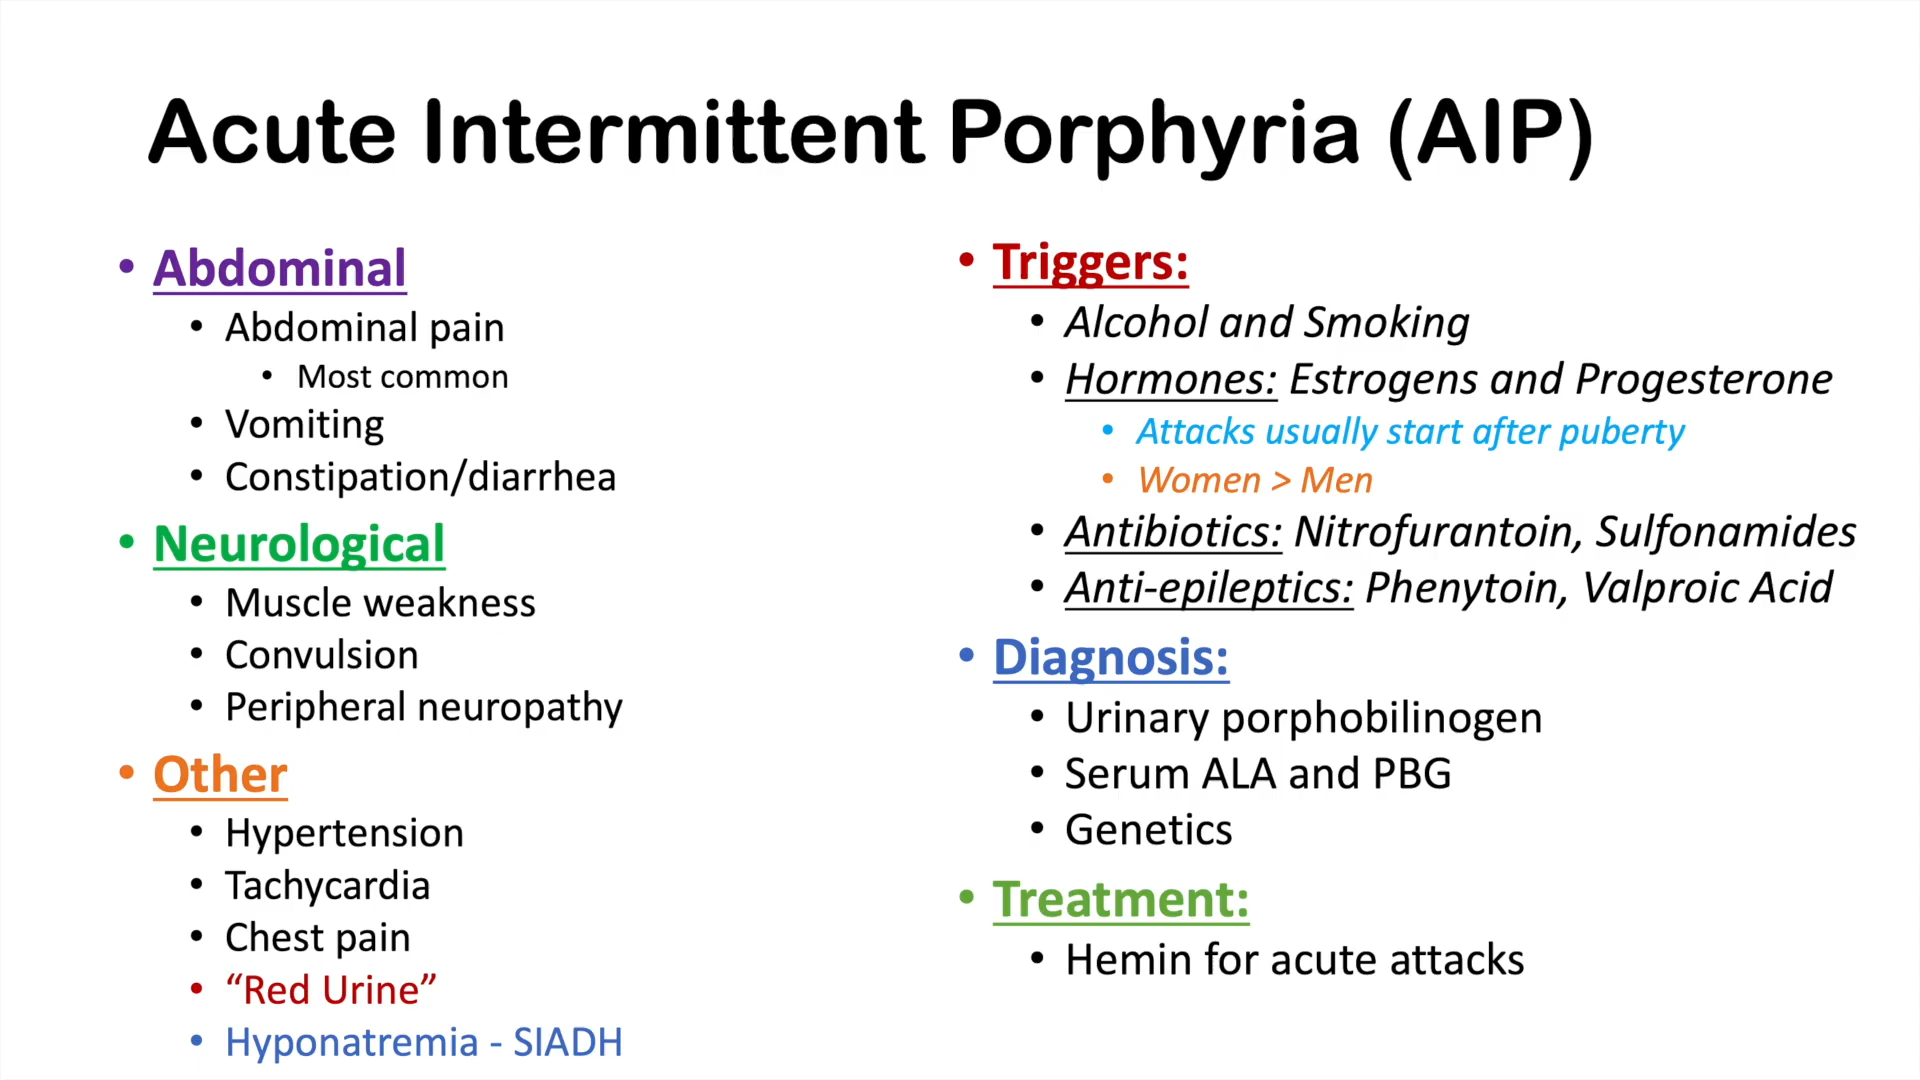 Acute Intermittent Porphyria (AIP)
• Abdominal
• Abdominal pain
• Most common
• Vomiting
• Constipation/diarrhea
• Neurological
• Muscle weakness
• Convulsion
• Peripheral neuropathy
• Other
• Hypertension
• Tachycardia
• Chest pain
• “Red Urine”
• Hyponatremia - SIADH
• Triggers:
• Alcohol and Smoking
• Hormones: Estrogens and Progesterone
• Attacks usually start after puberty
• Women > Men
• Antibiotics: Nitrofurantoin, Sulfonamides
• Anti-epileptics: Phenytoin, Valproic Acid
• Diagnosis:
• Urinary porphobilinogen
• Serum ALA and PBG
• Genetics
• Treatment:
• Hemin for acute attacks